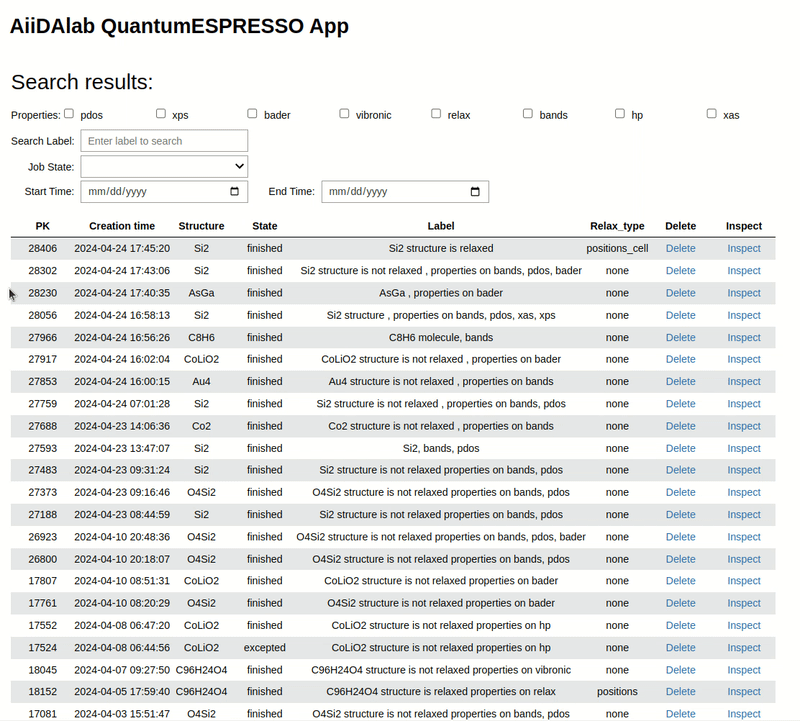 AiiDAlab QuantumESPRESSO App
Search results:
Properties: pdos xps bader vibronic relax bands hp xas
Search Label: Enter label to search
Job State:
Start Time: mm/dd/yyyy End Time: mm/dd/yyyy
PK Creation time Structure State Label Relax_type Delete Inspect
28406 2024-04-24 17:45:20 Si2 finished Si2 structure is relaxed positions_cell Delete Inspect
28302 2024-04-24 17:43:06 Si2 finished Si2 structure is not relaxed , properties on bands, pdos, bader none Delete Inspect
28230 2024-04-24 17:40:35 AsGa finished AsGa , properties on bader none Delete Inspect
28056 2024-04-24 16:58:13 Si2 finished Si2 structure , properties on bands, pdos, xas, xps none Delete Inspect
27966 2024-04-24 16:56:26 C8H6 finished C8H6 molecule, bands none Delete Inspect
27917 2024-04-24 16:02:04 CoLiO2 finished CoLiO2 structure is not relaxed , properties on bader none Delete Inspect
27853 2024-04-24 16:00:15 Au4 finished Au4 structure is not relaxed , properties on bands none Delete Inspect
27759 2024-04-24 07:01:28 Si2 finished Si2 structure is not relaxed , properties on bands, pdos none Delete Inspect
27688 2024-04-23 14:06:36 Co2 finished Co2 structure is not relaxed , properties on bands none Delete Inspect
27593 2024-04-23 13:47:07 Si2 finished Si2, bands, pdos none Delete Inspect
27483 2024-04-23 09:31:24 Si2 finished Si2 structure is not relaxed properties on bands, pdos none Delete Inspect
27373 2024-04-23 09:16:46 O4Si2 finished O4Si2 structure is not relaxed properties on bands, pdos none Delete Inspect
27188 2024-04-23 08:44:59 Si2 finished Si2 structure is not relaxed properties on bands, pdos none Delete Inspect
26923 2024-04-10 20:48:36 O4Si2 finished O4Si2 structure is not relaxed properties on bands, pdos, bader none Delete Inspect
26800 2024-04-10 20:18:07 O4Si2 finished O4Si2 structure is not relaxed properties on bands, pdos none Delete Inspect
17807 2024-04-10 08:51:31 CoLiO2 finished CoLiO2 structure is not relaxed properties on bader none Delete Inspect
17761 2024-04-10 08:20:29 O4Si2 finished O4Si2 structure is not relaxed properties on bader none Delete Inspect
17552 2024-04-08 06:47:20 CoLiO2 finished CoLiO2 structure is not relaxed properties on hp none Delete Inspect
17524 2024-04-08 06:44:56 CoLiO2 excepted CoLiO2 structure is not relaxed properties on hp none Delete Inspect
18045 2024-04-07 09:27:50 C96H24O4 finished C96H24O4 structure is not relaxed properties on vibronic none Delete Inspect
18152 2024-04-05 17:59:40 C96H24O4 finished C96H24O4 structure is relaxed properties on relax positions Delete Inspect
17081 2024-04-03 15:51:47 O4Si2 finished O4Si2 structure is not relaxed properties on bands, pdos none Delete Inspect